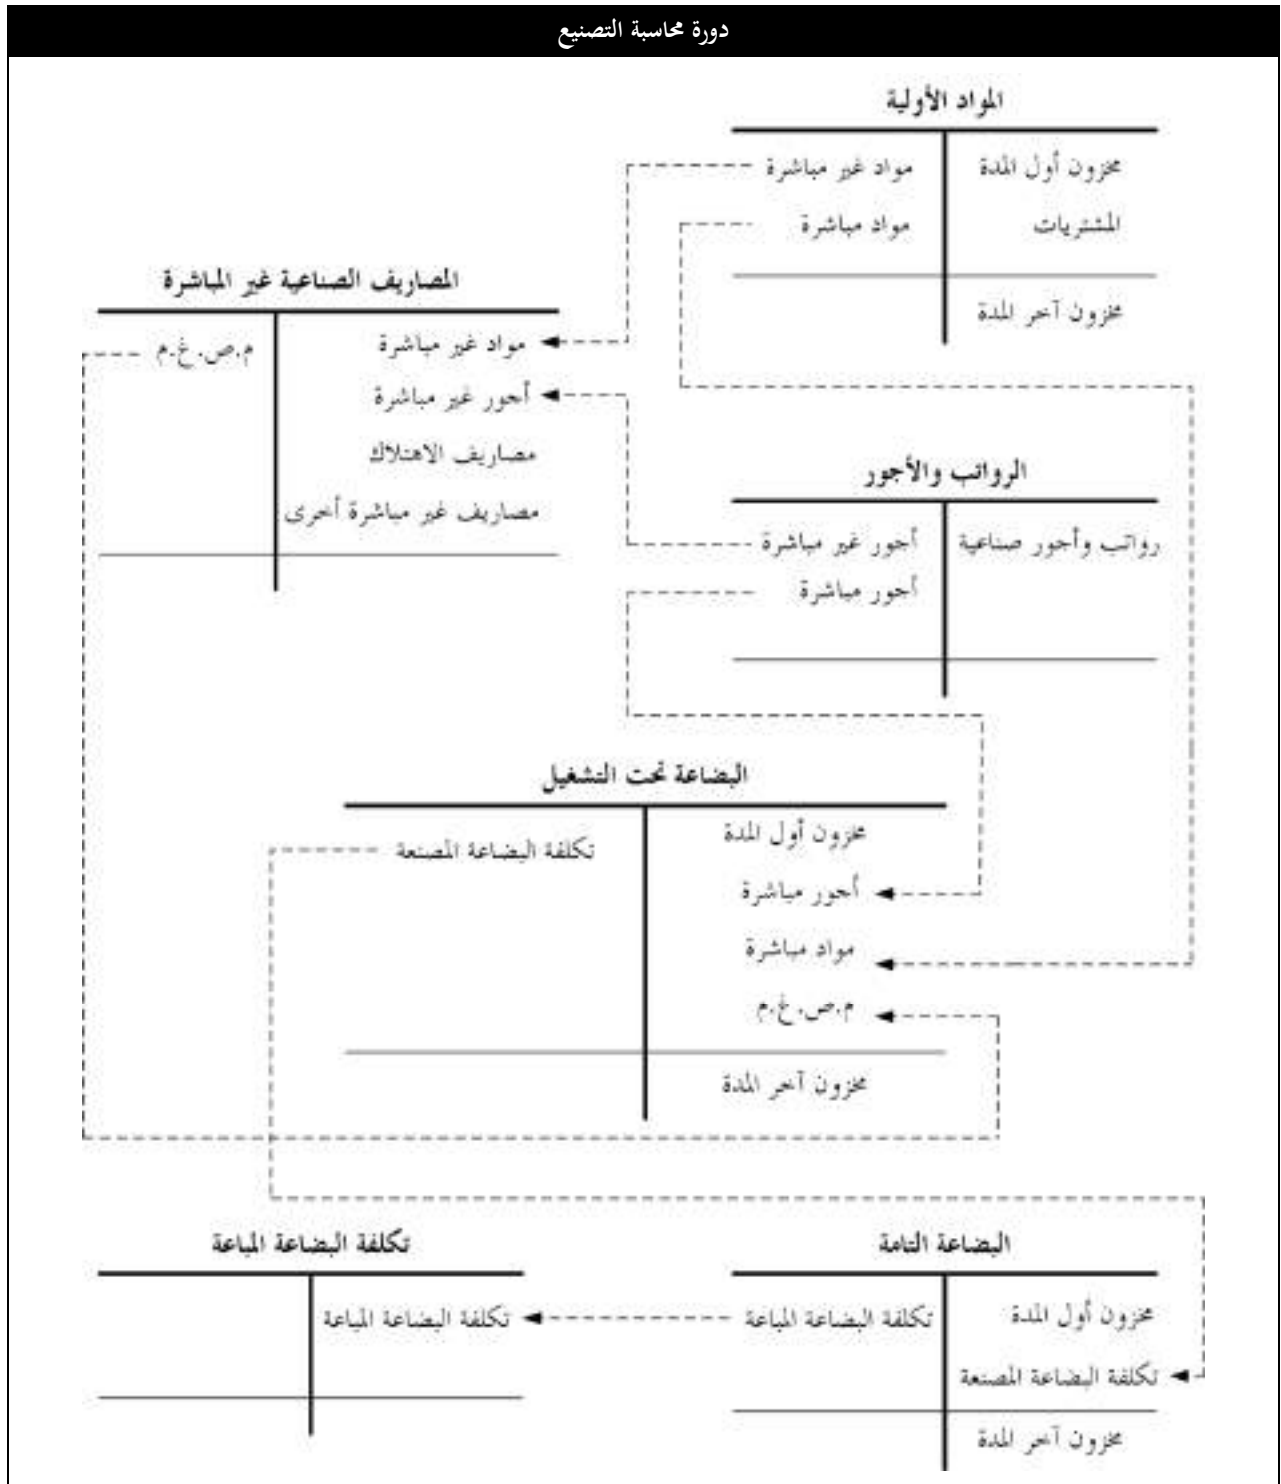 دورة محاسبة التصنيع
المواد الأولية
مخزون أول المدة
مواد غير مباشرة
المشتريات
مواد مباشرة
مخزون آخر المدة
المصاريف الصناعية غير المباشرة
مواد غير مباشرة
م.ص.غ.م
أجور غير مباشرة
مصاريف الاهتلاك
مصاريف غير مباشرة أخرى
الرواتب والأجور
رواتب وأجور صناعية
أجور غير مباشرة
أجور مباشرة
البضاعة تحت التشغيل
مخزون أول المدة
تكلفة البضاعة المصنعة
أجور مباشرة
مواد مباشرة
م.ص.غ.م
مخزون آخر المدة
البضاعة التامة
مخزون أول المدة
تكلفة البضاعة المباعة
تكلفة البضاعة المصنعة
مخزون آخر المدة
تكلفة البضاعة المباعة
تكلفة البضاعة المباعة